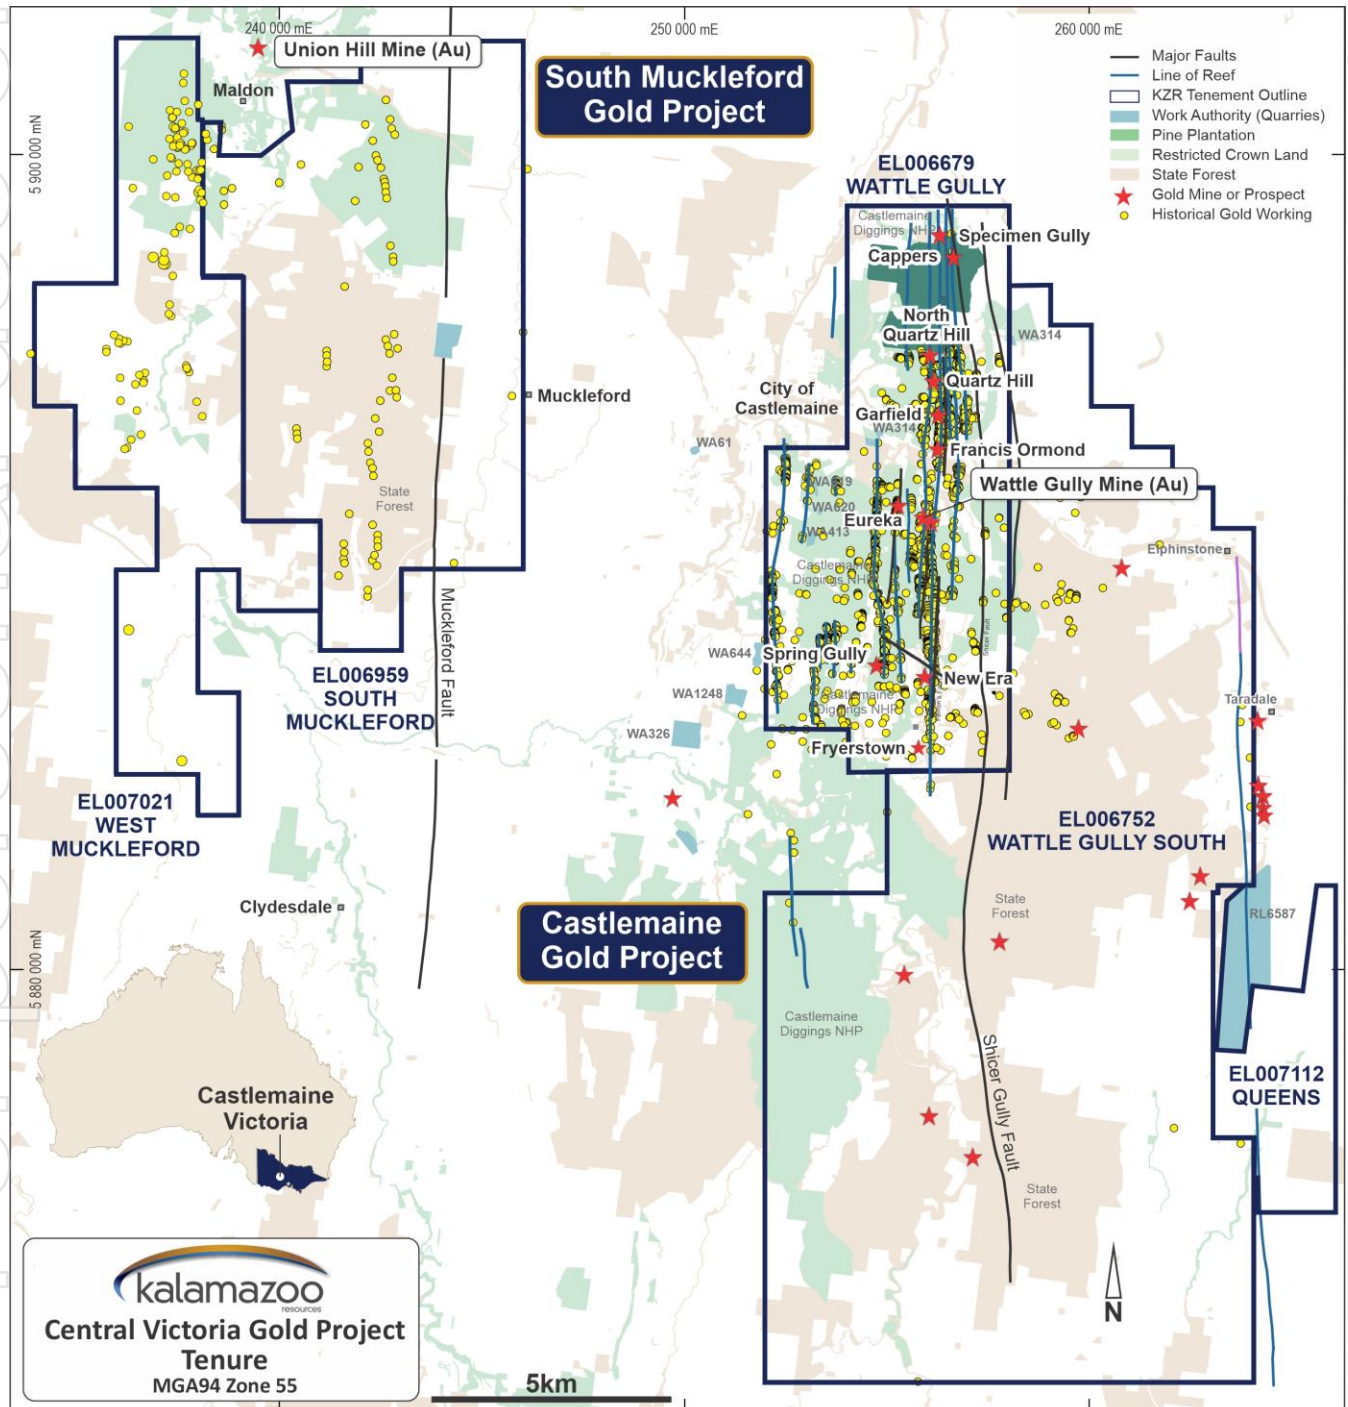 240 000 mE
250 000 mE
260 000 mE
5 900 000 mN
5 880 000 mN
Union Hill Mine (Au)
Maldon
South Muckleford
Gold Project
Major Faults
Line of Reef
KZR Tenement Outline
Work Authority (Quarries)
Pine Plantation
Restricted Crown Land
State Forest
Gold Mine or Prospect
Historical Gold Working
EL006679
WATTLE GULLY
Castlemaine
Diggings NHP
Specimen Gully
Cappers
North
Quartz Hill
WA314
Quartz Hill
City of
Castlemaine
Garfield
WA314
Muckleford
WA61
Francis Ormond
Wattle Gully Mine (Au)
WA619
WA620
Eureka
WA413
State
Forest
Elphinstone
Castlemaine
Diggings NHP
Muckleford Fault
Shicer Fault
WA644
Spring Gully
New Era
EL006959
SOUTH
MUCKLEFORD
WA1248
Castlemaine
Diggings NHP
Taradale
WA326
Fryerstown
EL007021
WEST
MUCKLEFORD
EL006752
WATTLE GULLY SOUTH
Clydesdale
Castlemaine
Gold Project
State
Forest
RL6587
Castlemaine
Diggings NHP
Shicer Gully Fault
EL007112
QUEENS
Castlemaine
Victoria
State
Forest
kalamazoo
resources
Central Victoria Gold Project
Tenure
MGA94 Zone 55
5km
N